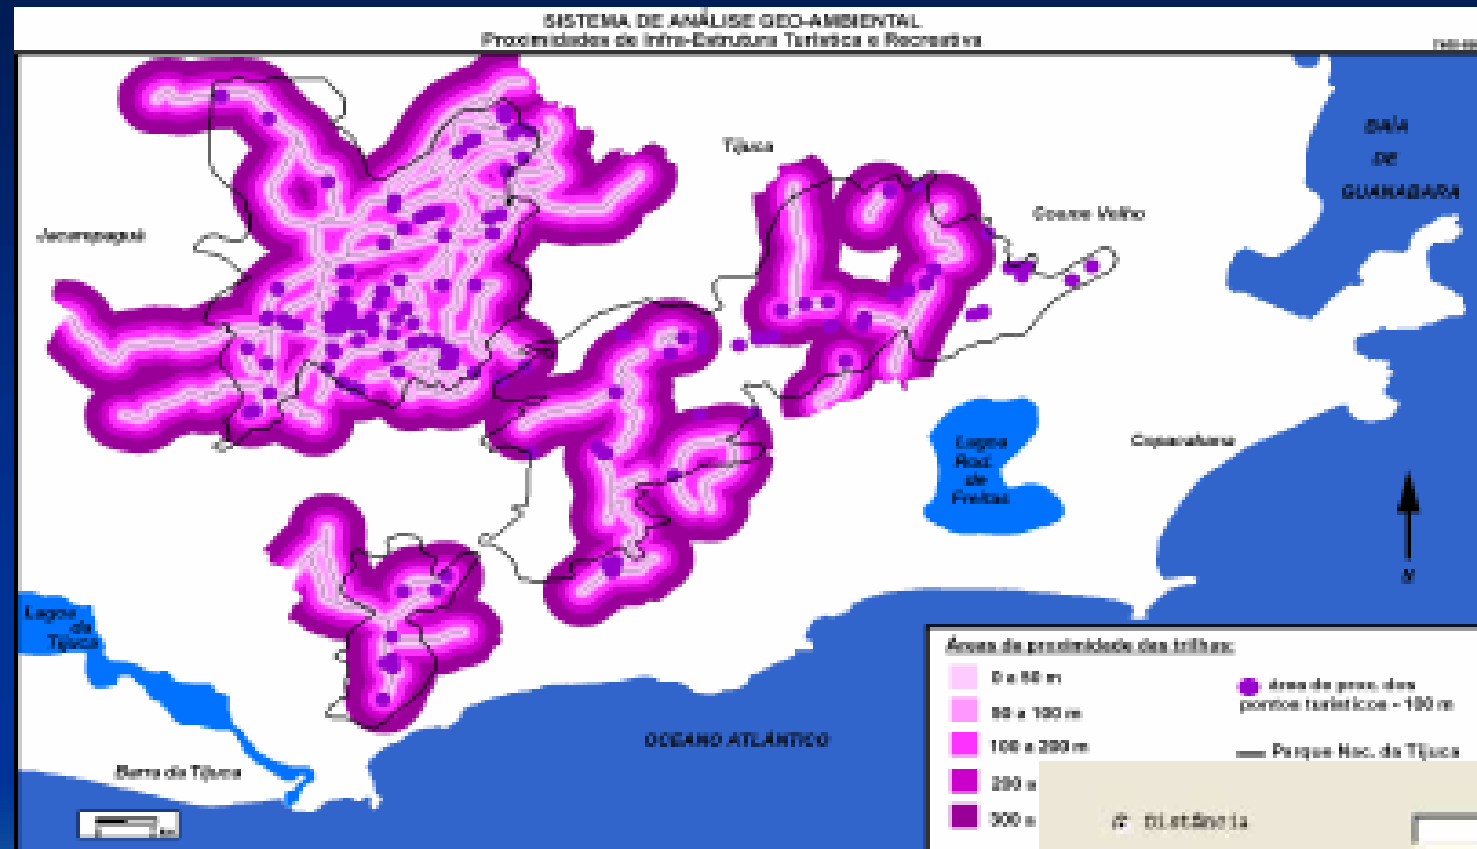 SISTEMA DE ANÁLISE GEO-AMBIENTAL
Proximidades de Infra-Estrutura Turística e Recreativa
BAÍA
DE
GUANABARA
Tijuca
Cosme Velho
Jacarepaguá
Lagoa
Rod.
de
Freitas
Copacabana
N
Lagoa
da
Tijuca
OCEANO ATLÂNTICO
Barra da Tijuca
Km
Áreas de proximidade das trilhas:
0 a 50 m
50 a 100 m
100 a 200 m
200 a
300 a
área de prox. dos
pontos turísticos - 100 m
Parque Nac. da Tijuca
Distância